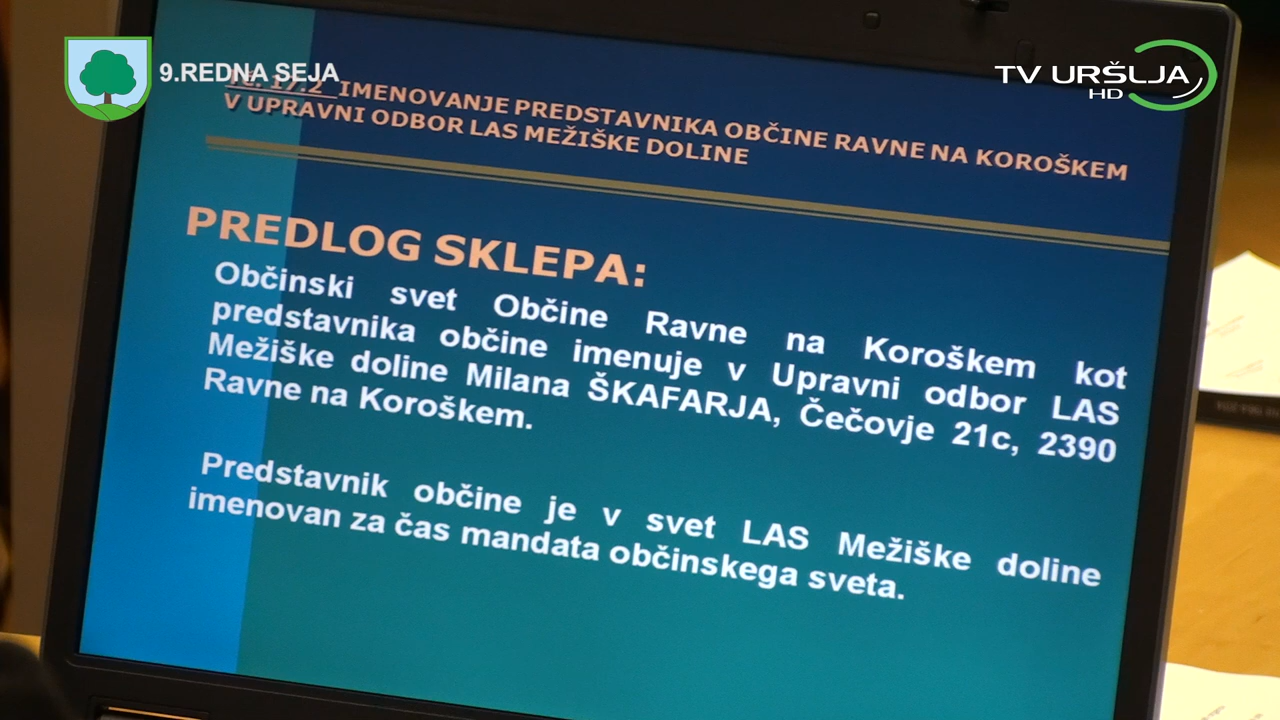 9.REDNA SEJA
TV URŠLJA
HD
17.2 IMENOVANJE PREDSTAVNIKA OBČINE RAVNE NA KOROŠKEM
V UPRAVNI ODBOR LAS MEŽIŠKE DOLINE
PREDLOG SKLEPA:
Občinski svet Občine Ravne na Koroškem kot
predstavnika občine imenuje v Upravni odbor LAS
Mežiške doline Milana ŠKAFARJA, Čečovje 21c, 2390
Ravne na Koroškem.
Predstavnik občine je v svet LAS Mežiške doline
imenovan za čas mandata občinskega sveta.